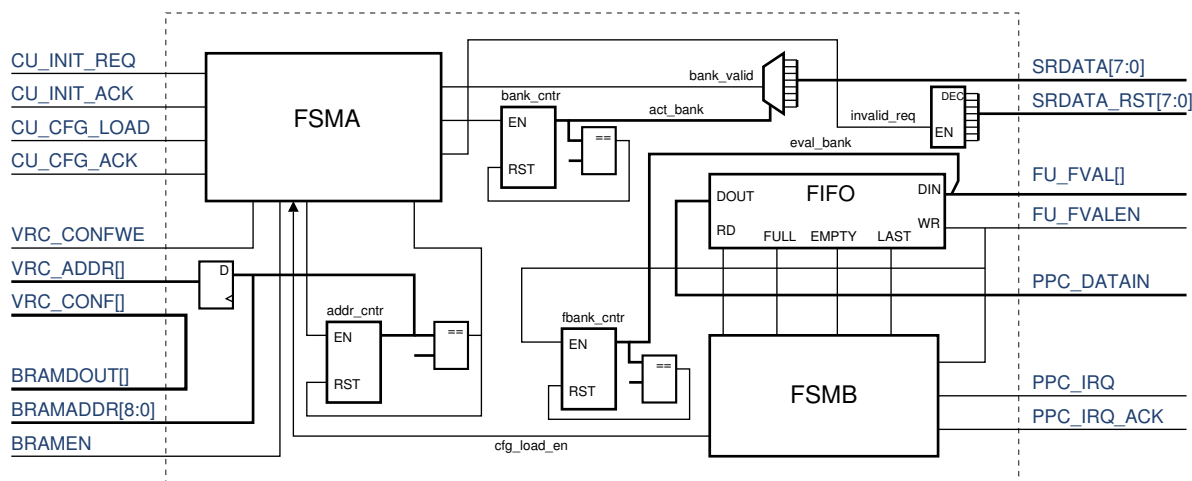 CU_INIT_REQ
CU_INIT_ACK
CU_CFG_LOAD
CU_CFG_ACK
VRC_CONFWE
VRC_ADDR[]
VRC_CONF[]
BRAMDOUT[]
BRAMADDR[8:0]
BRAMEN
FSMA
bank_cntr
EN
RST
==
bank_valid
act_bank
invalid_req
DEC
EN
eval_bank
DOUT
FIFO
DIN
RD
WR
FULL
EMPTY
LAST
D
addr_cntr
EN
RST
==
fbank_cntr
EN
RST
==
FSMB
cfg_load_en
SRDATA[7:0]
SRDATA_RST[7:0]
FU_FVAL[]
FU_FVALEN
PPC_DATAIN
PPC_IRQ
PPC_IRQ_ACK